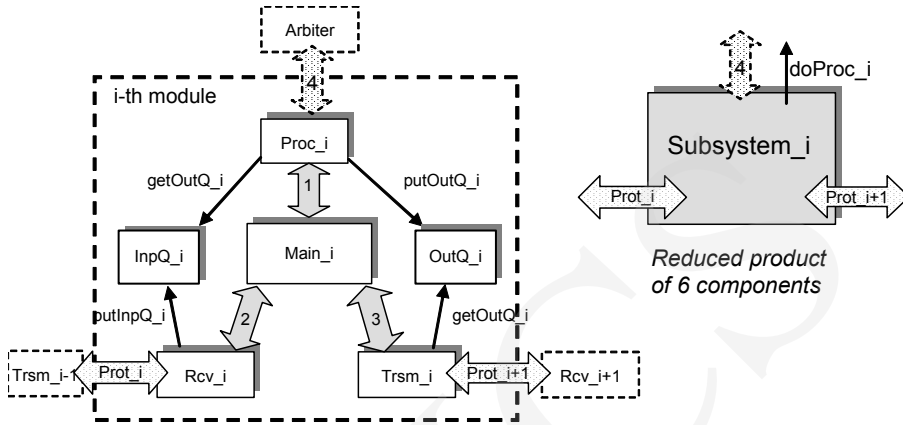 Arbiter
4
i-th module
Proc_i
getOutQ_i
1
putOutQ_i
InpQ_i
Main_i
OutQ_i
putInpQ_i
2
3
getOutQ_i
Trsm_i-1
Prot_i
Rcv_i
Trsm_i
Prot_i+1
Rcv_i+1
4
doProc_i
Subsystem_i
Prot_i
Prot_i+1
Reduced product
of 6 components